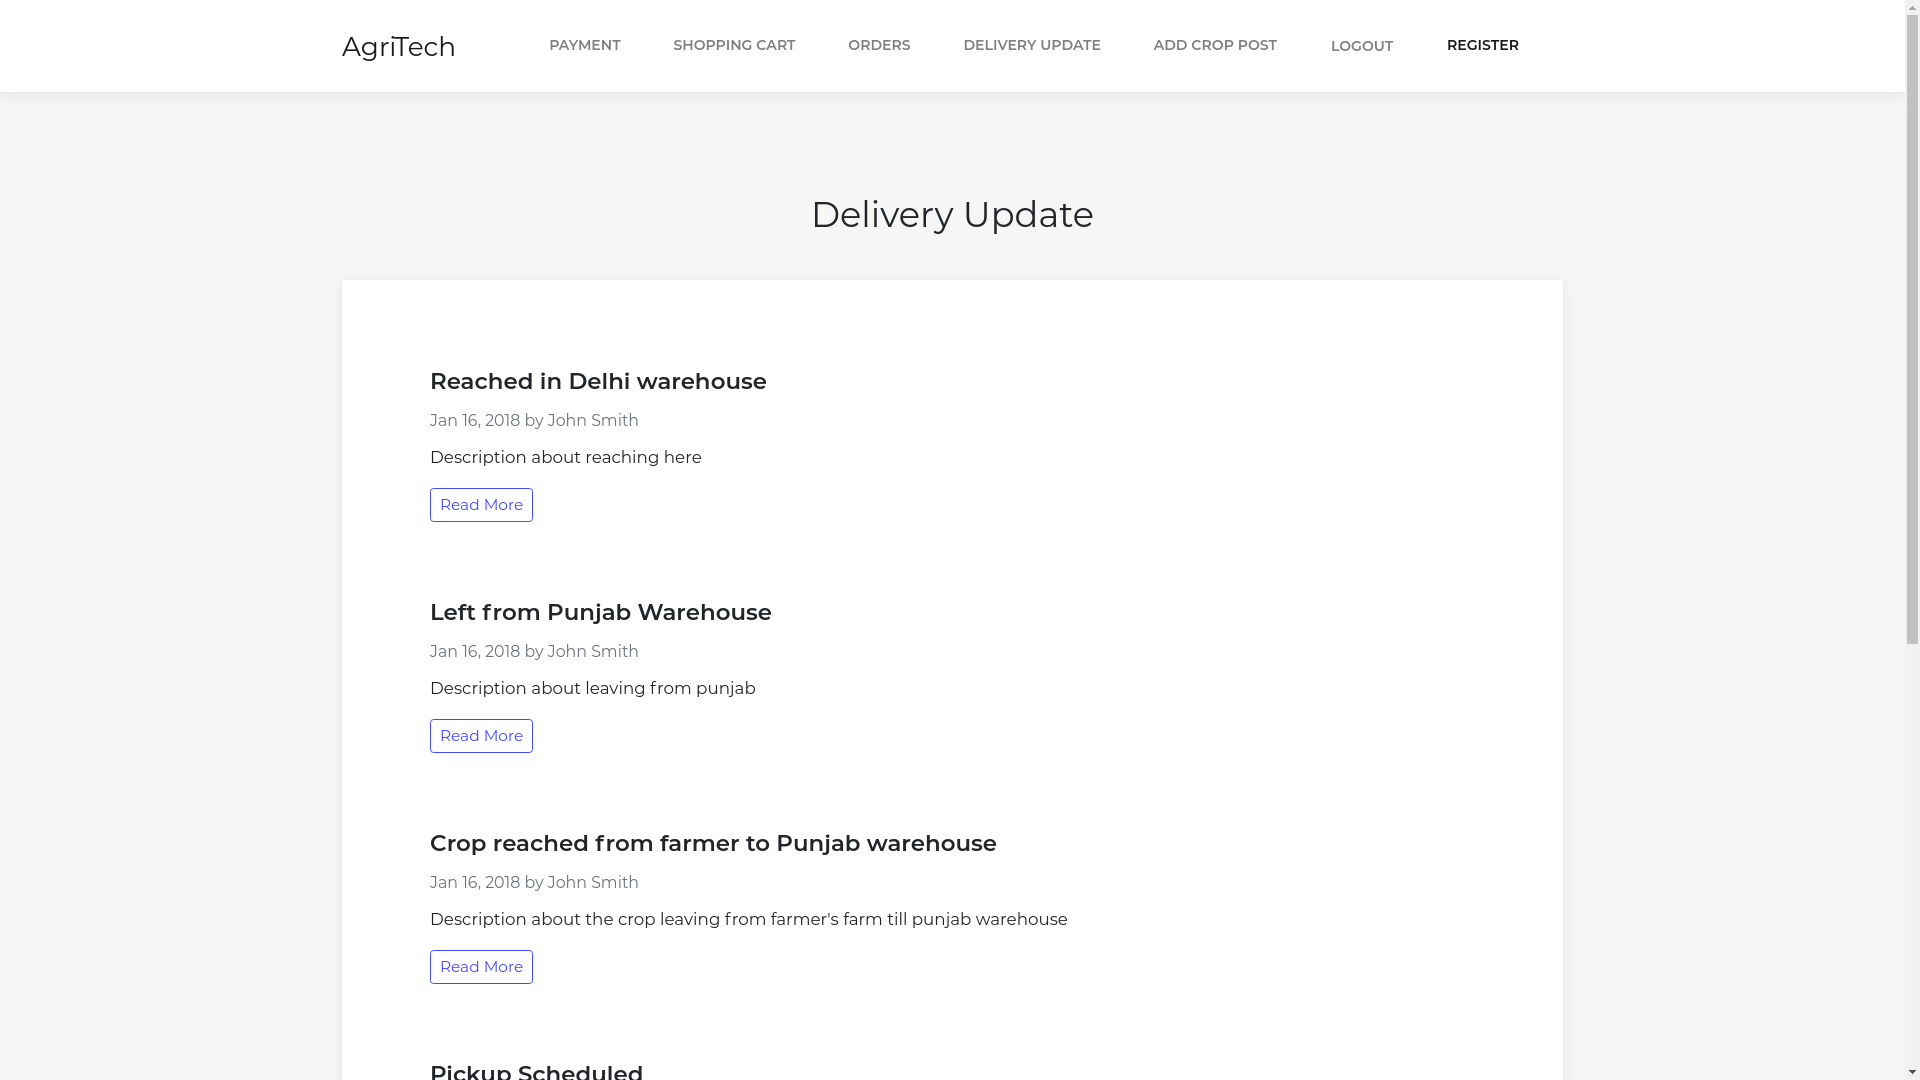 AgriTech
PAYMENT
SHOPPING CART
ORDERS
DELIVERY UPDATE
ADD CROP POST
LOGOUT
REGISTER
Delivery Update
Reached in Delhi warehouse
Jan 16, 2018 by John Smith
Description about reaching here
Read More
Left from Punjab Warehouse
Jan 16, 2018 by John Smith
Description about leaving from punjab
Read More
Crop reached from farmer to Punjab warehouse
Jan 16, 2018 by John Smith
Description about the crop leaving from farmer's farm till punjab warehouse
Read More
Pickup Scheduled